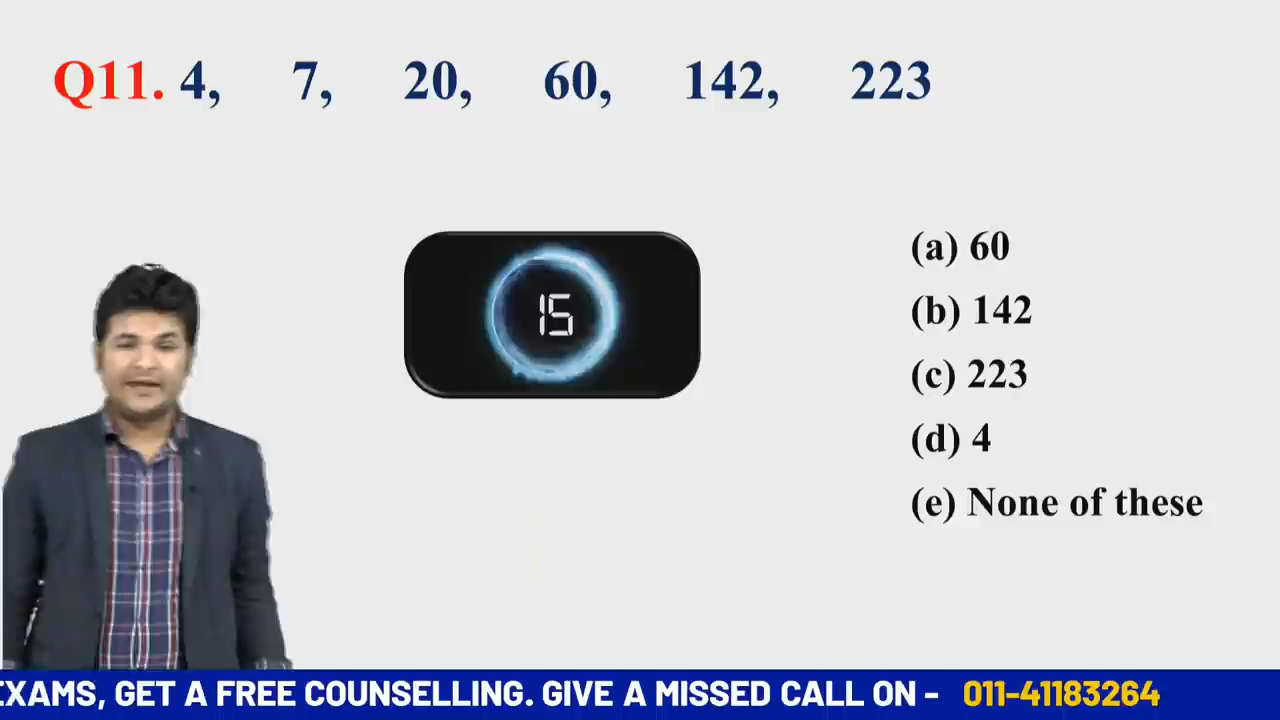 Q11. 4, 7, 20, 60, 142, 223
15
(a) 60
(b) 142
(c) 223
(d) 4
(e) None of these
EXAMS, GET A FREE COUNSELLING. GIVE A MISSED CALL ON - 011-41183264